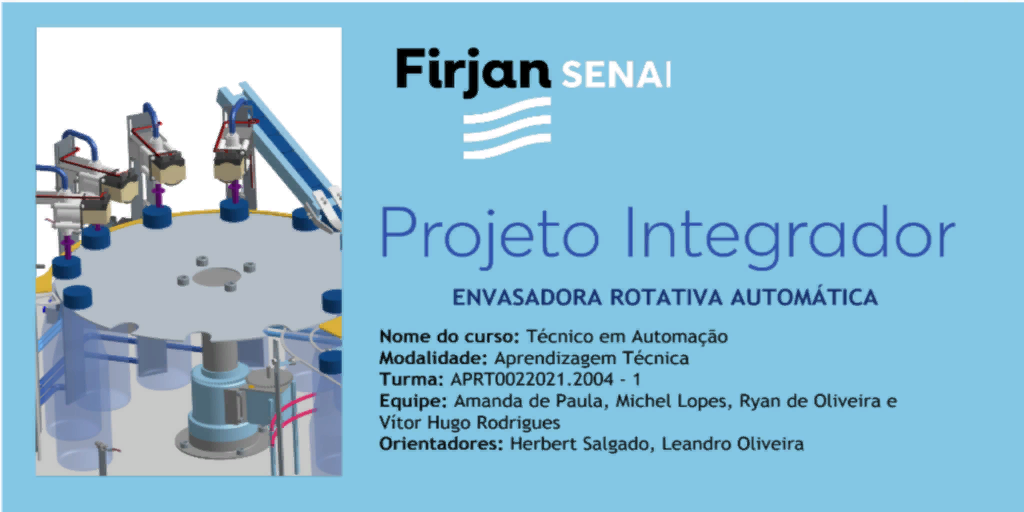 Firjan SENAI
Projeto Integrador
ENVASADORA ROTATIVA AUTOMÁTICA
Nome do curso: Técnico em Automação
Modalidade: Aprendizagem Técnica
Turma: APRT0022021.2004 - 1
Equipe: Amanda de Paula, Michel Lopes, Ryan de Oliveira e
Vítor Hugo Rodrigues
Orientadores: Herbert Salgado, Leandro Oliveira